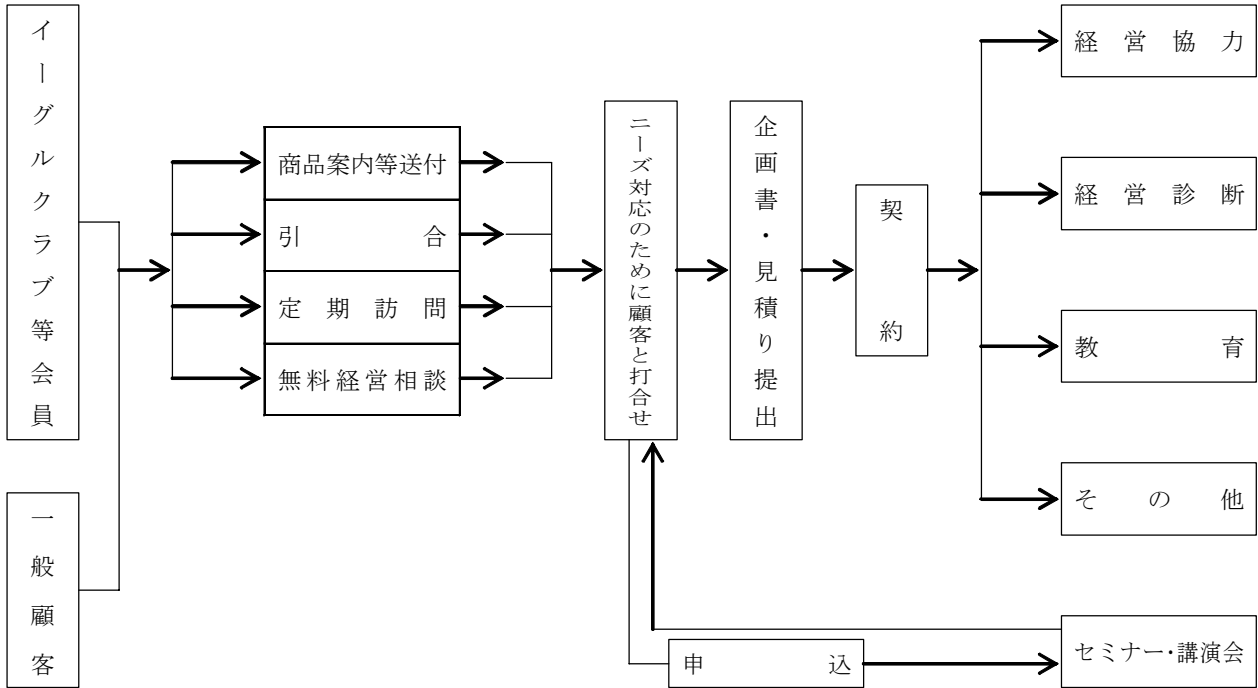 イーグルクラブ等会員
一般顧客
商品案内等送付
引合
定期訪問
無料経営相談
ニーズ対応のために顧客と打合せ
企画書・見積り提出
契約
経営協力
経営診断
教育
その他
申込
セミナー・講演会